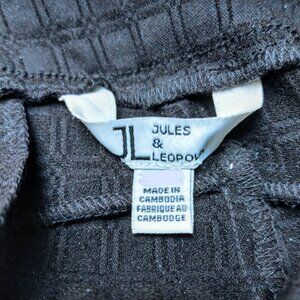 JL JULES
&
LEOPOL
MADE IN
CAMBODIA
FABRIQUE AU
CAMBODGE